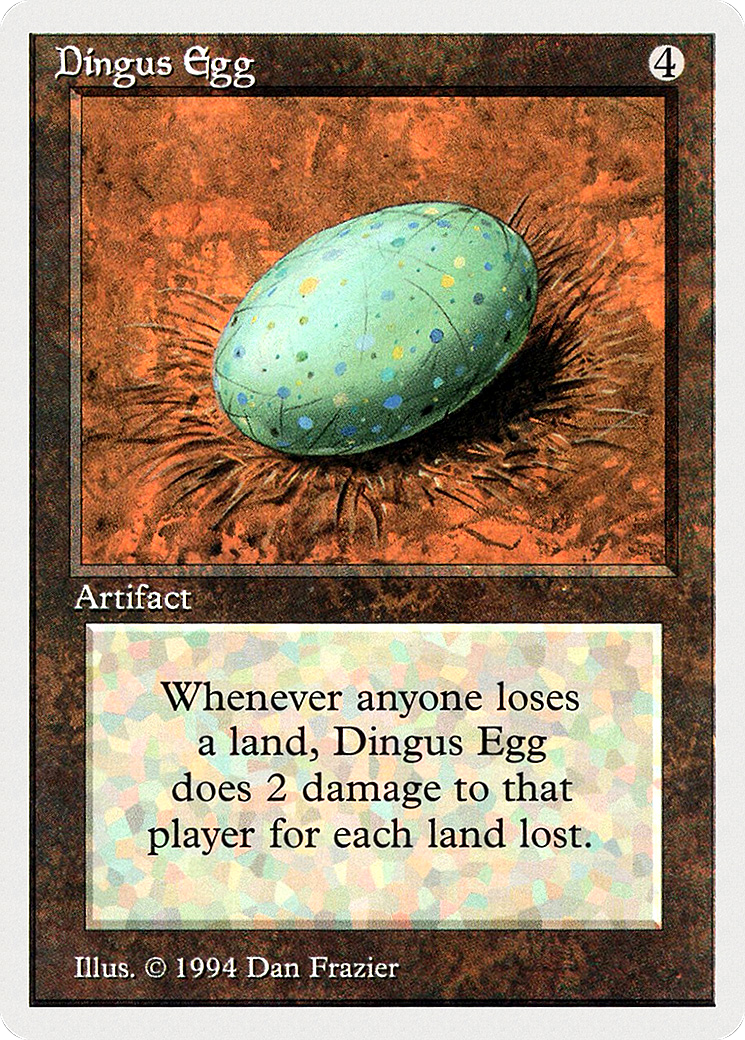 Dingus Egg 4
Artifact
Whenever anyone loses
a land, Dingus Egg
does 2 damage to that
player for each land lost.
Illus. © 1994 Dan Frazier